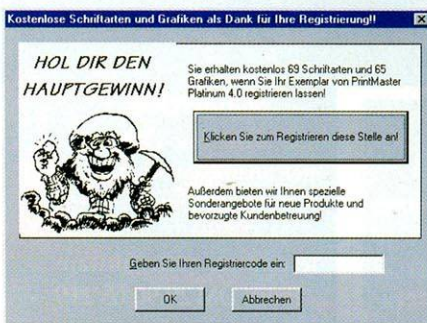 Kostenlose Schriftarten und Grafiken als Dank für Ihre Registrierung!!
HOL DIR DEN
HAUPTGEWINN!
Sie erhalten kostenlos 69 Schriftarten und 65
Grafiken, wenn Sie Ihr Exemplar von PrintMaster
Platinum 4.0 registrieren lassen!
Klicken Sie zum Registrieren diese Stelle an!
Außerdem bieten wir Ihnen spezielle
Sonderangebote für neue Produkte und
bevorzugte Kundenbetreuung!
Geben Sie Ihren Registriercode ein:
OK
Abbrechen